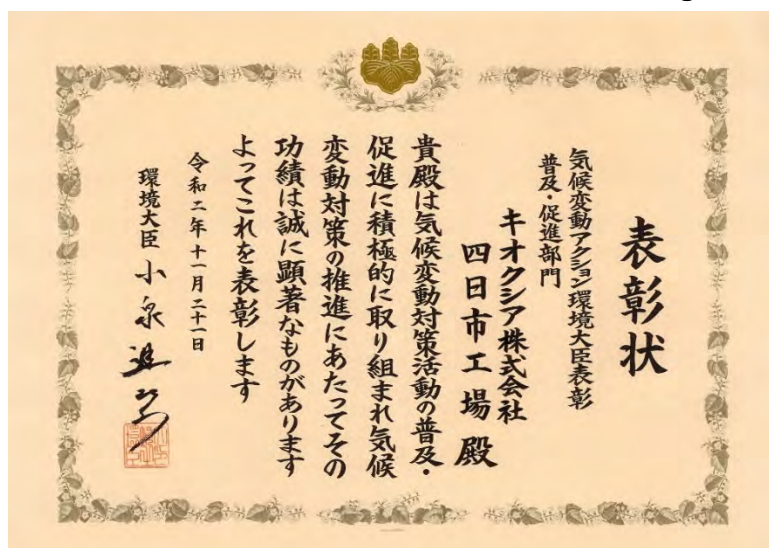 表彰状
気候変動アクション環境大臣表彰
普及・促進部門
キオクシア株式会社
四日市工場殿
貴殿は気候変動対策活動の普及・
促進に積極的に取り組まれ気候
変動対策の推進にあたってその
功績は誠に顕著なものがあります
よってこれを表彰します
令和二年十一月二十一日
環境大臣 小泉進